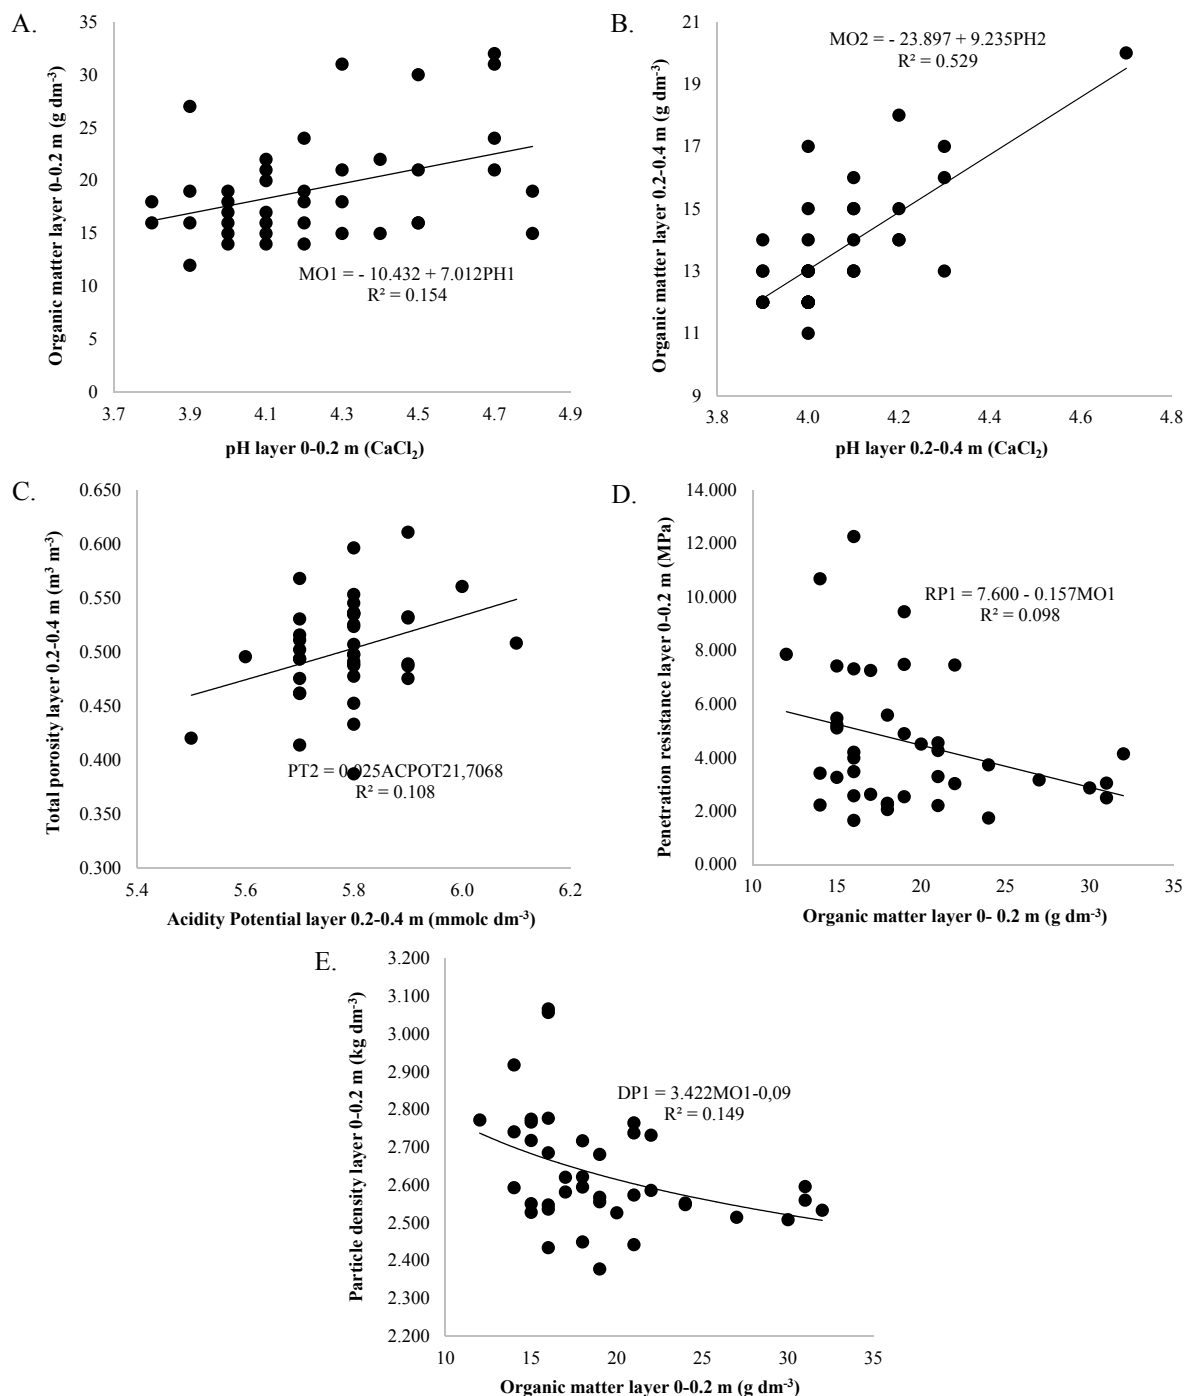 A.
Organic matter layer 0-0.2 m (g dm⁻³)
35
30
25
20
15
10
5
0
MO1 = - 10.432 + 7.012PH1
R² = 0.154
3.7 3.9 4.1 4.3 4.5 4.7 4.9
pH layer 0-0.2 m (CaCl₂)
B.
Organic matter layer 0.2-0.4 m (g dm⁻³)
21
19
17
15
13
11
9
MO2 = - 23.897 + 9.235PH2
R² = 0.529
3.8 4.0 4.2 4.4 4.6 4.8
pH layer 0.2-0.4 m (CaCl₂)
C.
Total porosity layer 0.2-0.4 m (m³ m⁻³)
0.650
0.600
0.550
0.500
0.450
0.400
0.350
0.300
PT2 = 0.025ACPOT21,7068
R² = 0.108
5.4 5.6 5.8 6.0 6.2
Acidity Potential layer 0.2-0.4 m (mmolc dm⁻³)
D.
Penetration resistance layer 0-0.2 m (MPa)
14.000
12.000
10.000
8.000
6.000
4.000
2.000
0.000
RP1 = 7.600 - 0.157MO1
R² = 0.098
10 15 20 25 30 35
Organic matter layer 0- 0.2 m (g dm⁻³)
E.
Particle density layer 0-0.2 m (kg dm⁻³)
3.200
3.100
3.000
2.900
2.800
2.700
2.600
2.500
2.400
2.300
2.200
DP1 = 3.422MO1-0,09
R² = 0.149
10 15 20 25 30 35
Organic matter layer 0-0.2 m (g dm⁻³)